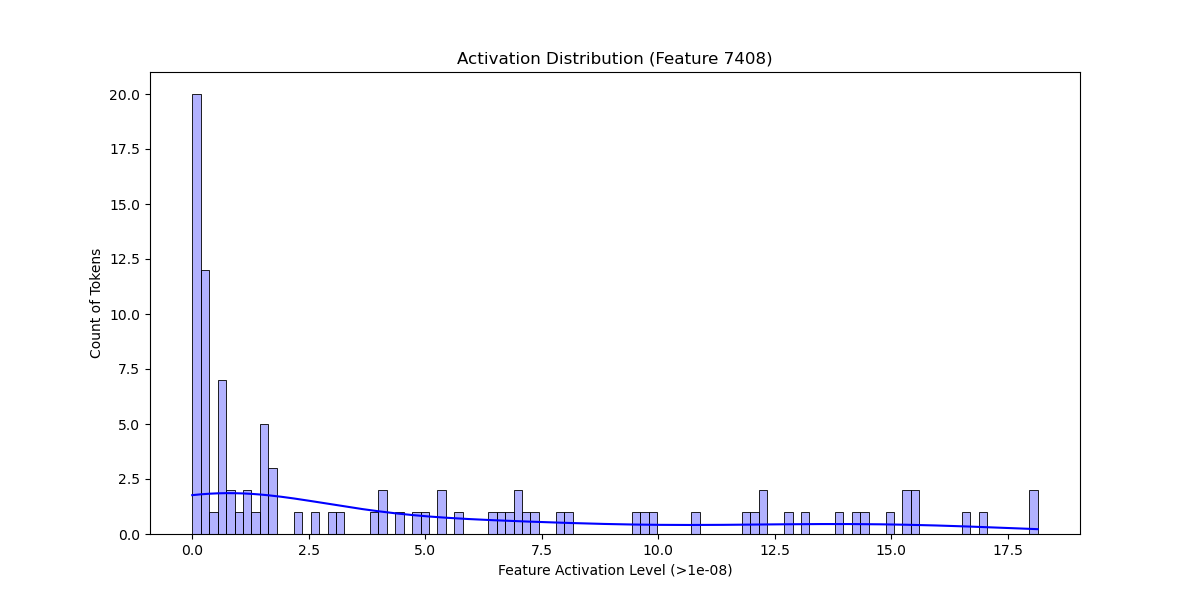 Activation Distribution (Feature 7408)
20.0
17.5
15.0
12.5
10.0
7.5
5.0
2.5
0.0
Count of Tokens
0.0 2.5 5.0 7.5 10.0 12.5 15.0 17.5
Feature Activation Level (>1e-08)